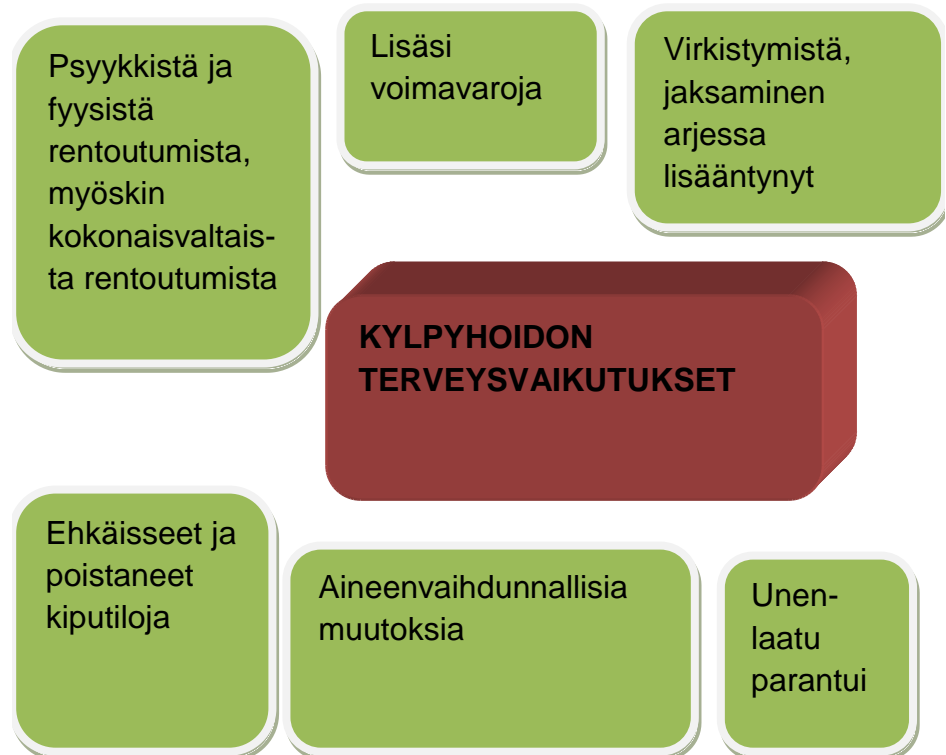 Psyykkistä ja
fyysistä
rentoutumista,
myöskin
kokonaisvaltais-
ta rentoutumista
Lisäsi
voimavaroja
Virkistymistä,
jaksaminen
arjessa
lisääntynyt
KYLPYHOIDON
TERVEYSVAIKUTUKSET
Ehkäisseet ja
poistaneet
kiputiloja
Aineenvaihdunnallisia
muutoksia
Unen-
laatu
parantui